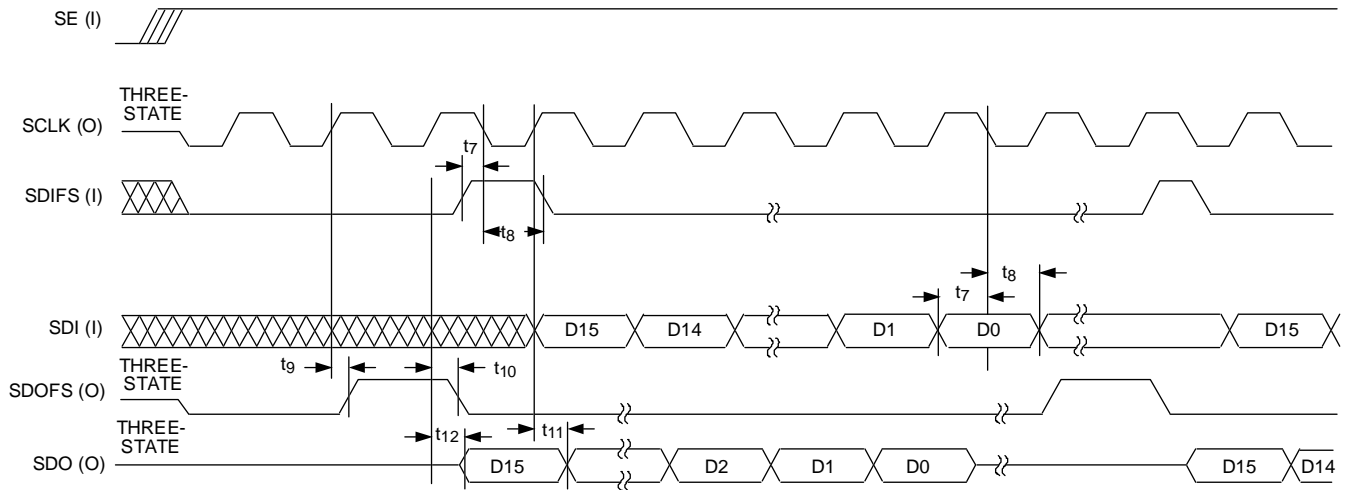 SE (I)
THREE-
STATE
SCLK (O)
t7
SDIFS (I)
t8
t8
t7
SDI (I)
D15
D14
D1
D0
D15
THREE-
STATE
t9
t10
SDOFS (O)
THREE-
STATE
t12
t11
SDO (O)
D15
D2
D1
D0
D15
D14